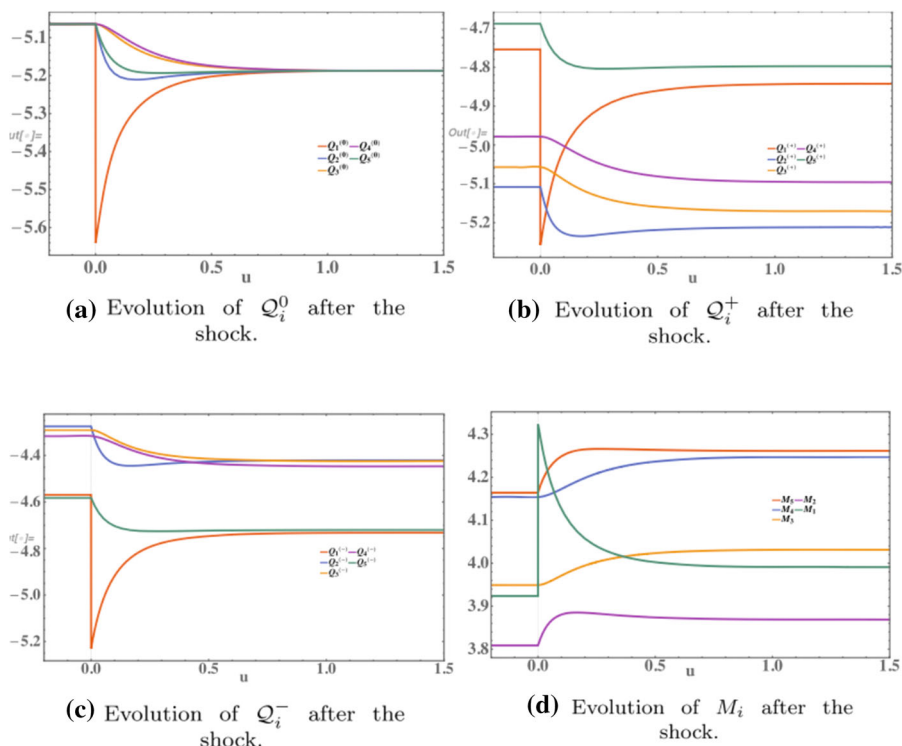 -5.1
-5.2
-5.3
ut[◦]=
-5.4
-5.5
-5.6
Q₁⁽⁰⁾ Q₄⁽⁰⁾
Q₂⁽⁰⁾ Q₅⁽⁰⁾
Q₃⁽⁰⁾
0.0 0.5 1.0 1.5
u
(a) Evolution of 𝒬ᵢ⁰ after the
shock.
-4.7
-4.8
-4.9
Out[◦]=
-5.0
-5.1
-5.2
Q₁⁽⁺⁾ Q₄⁽⁺⁾
Q₂⁽⁺⁾ Q₅⁽⁺⁾
Q₃⁽⁺⁾
0.0 0.5 1.0 1.5
u
(b) Evolution of 𝒬ᵢ⁺ after the
shock.
-4.4
-4.6
ut[◦]=
-4.8
-5.0
-5.2
Q₁⁽⁻⁾ Q₄⁽⁻⁾
Q₂⁽⁻⁾ Q₅⁽⁻⁾
Q₃⁽⁻⁾
0.0 0.5 1.0 1.5
u
(c) Evolution of 𝒬ᵢ⁻ after the
shock.
4.3
4.2
4.1
4.0
3.9
3.8
M₅ M₂
M₄ M₁
M₃
0.0 0.5 1.0 1.5
u
(d) Evolution of Mᵢ after the
shock.